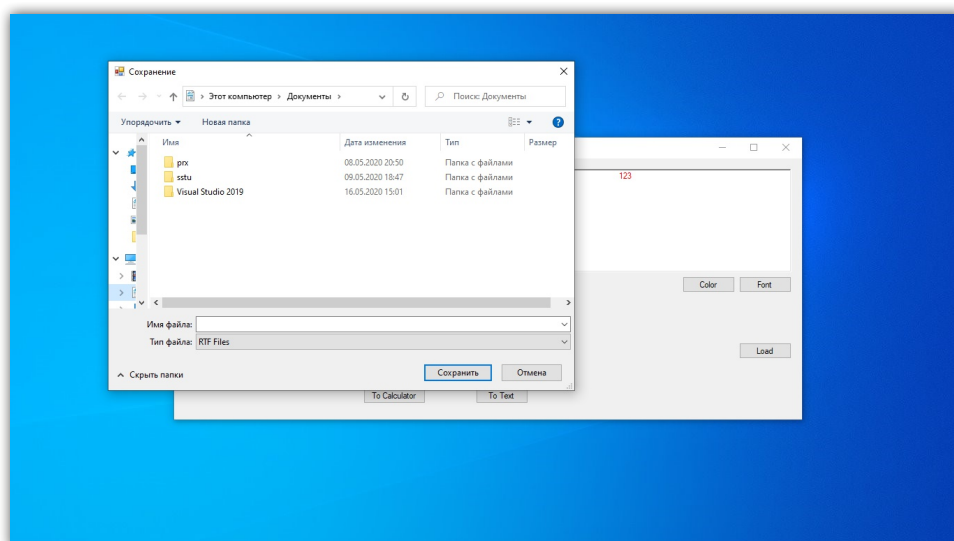 Сохранение
Этот компьютер › Документы ›
Поиск: Документы
Упорядочить
Новая папка
Имя Дата изменения Тип Размер
prx 08.05.2020 20:50 Папка с файлами
sstu 09.05.2020 18:47 Папка с файлами
Visual Studio 2019 16.05.2020 15:01 Папка с файлами
Имя файла:
Тип файла: RTF Files
Скрыть папки
Сохранить
Отмена
123
Color
Font
Load
To Calculator
To Text